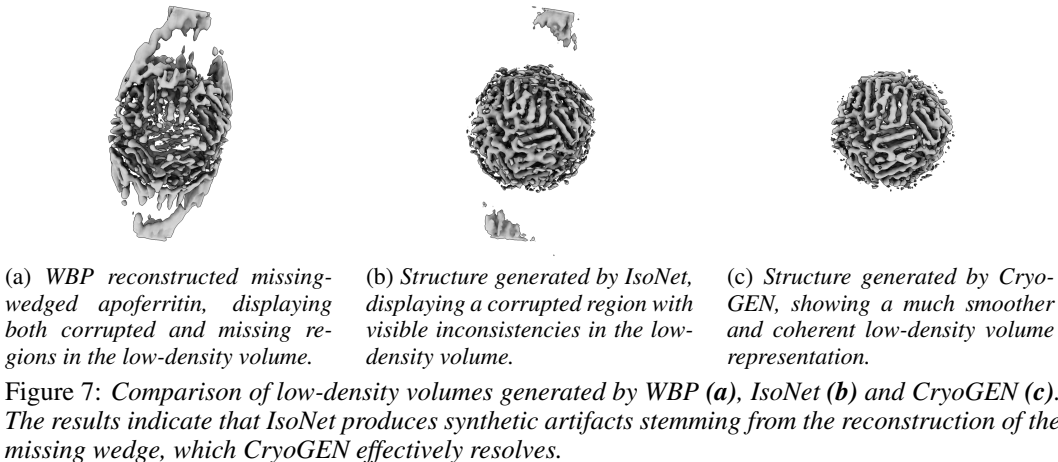 (a) WBP reconstructed missing-
wedged apoferritin, displaying
both corrupted and missing re-
gions in the low-density volume.
(b) Structure generated by IsoNet,
displaying a corrupted region with
visible inconsistencies in the low-
density volume.
(c) Structure generated by Cryo-
GEN, showing a much smoother
and coherent low-density volume
representation.
Figure 7: Comparison of low-density volumes generated by WBP (a), IsoNet (b) and CryoGEN (c).
The results indicate that IsoNet produces synthetic artifacts stemming from the reconstruction of the
missing wedge, which CryoGEN effectively resolves.